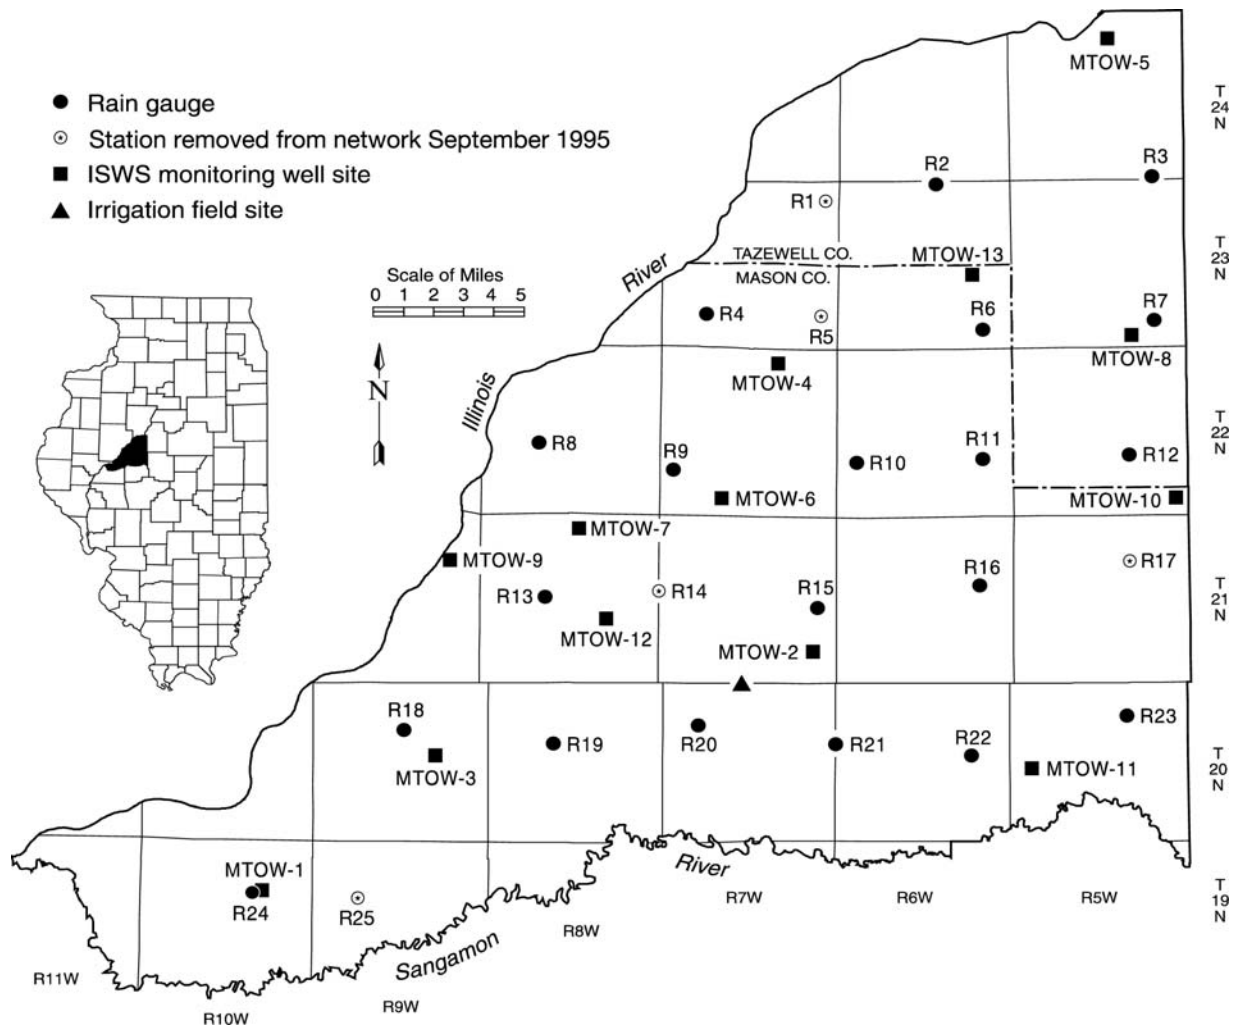 Rain gauge
Station removed from network September 1995
ISWS monitoring well site
Irrigation field site
Scale of Miles
0 1 2 3 4 5
N
MTOW-5
T
24
N
R2
R3
R1
TAZEWELL CO.
MASON CO.
MTOW-13
T
23
N
River
R4
R5
R6
R7
MTOW-8
MTOW-4
Illinois
R8
R9
R10
R11
R12
T
22
N
MTOW-6
MTOW-10
MTOW-7
MTOW-9
R13
R14
R15
R16
R17
T
21
N
MTOW-12
MTOW-2
R18
R19
R20
R21
R22
R23
MTOW-3
MTOW-11
T
20
N
MTOW-1
R24
R25
Sangamon
River
R7W
R6W
R5W
T
19
N
R8W
R11W
R10W
R9W